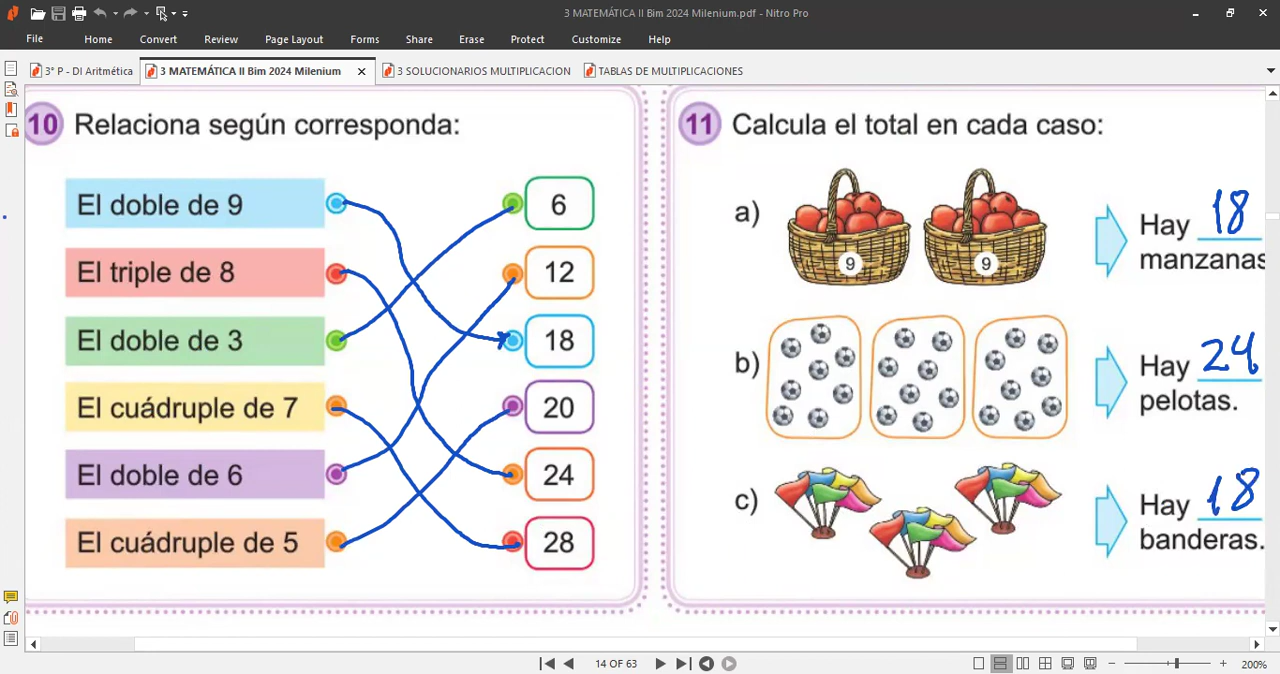 3 MATEMÁTICA II Bim 2024 Milenium.pdf - Nitro Pro
File Home Convert Review Page Layout Forms Share Erase Protect Customize Help
3° P - DI Aritmética
3 MATEMÁTICA II Bim 2024 Milenium
3 SOLUCIONARIOS MULTIPLICACION
TABLAS DE MULTIPLICACIONES
10 Relaciona según corresponda:
El doble de 9
6
El triple de 8
12
El doble de 3
18
El cuádruple de 7
20
El doble de 6
24
El cuádruple de 5
28
11 Calcula el total en cada caso:
a)
9
9
Hay 18
manzanas
b)
Hay 24
pelotas.
c)
Hay 18
banderas.
14 OF 63
200%